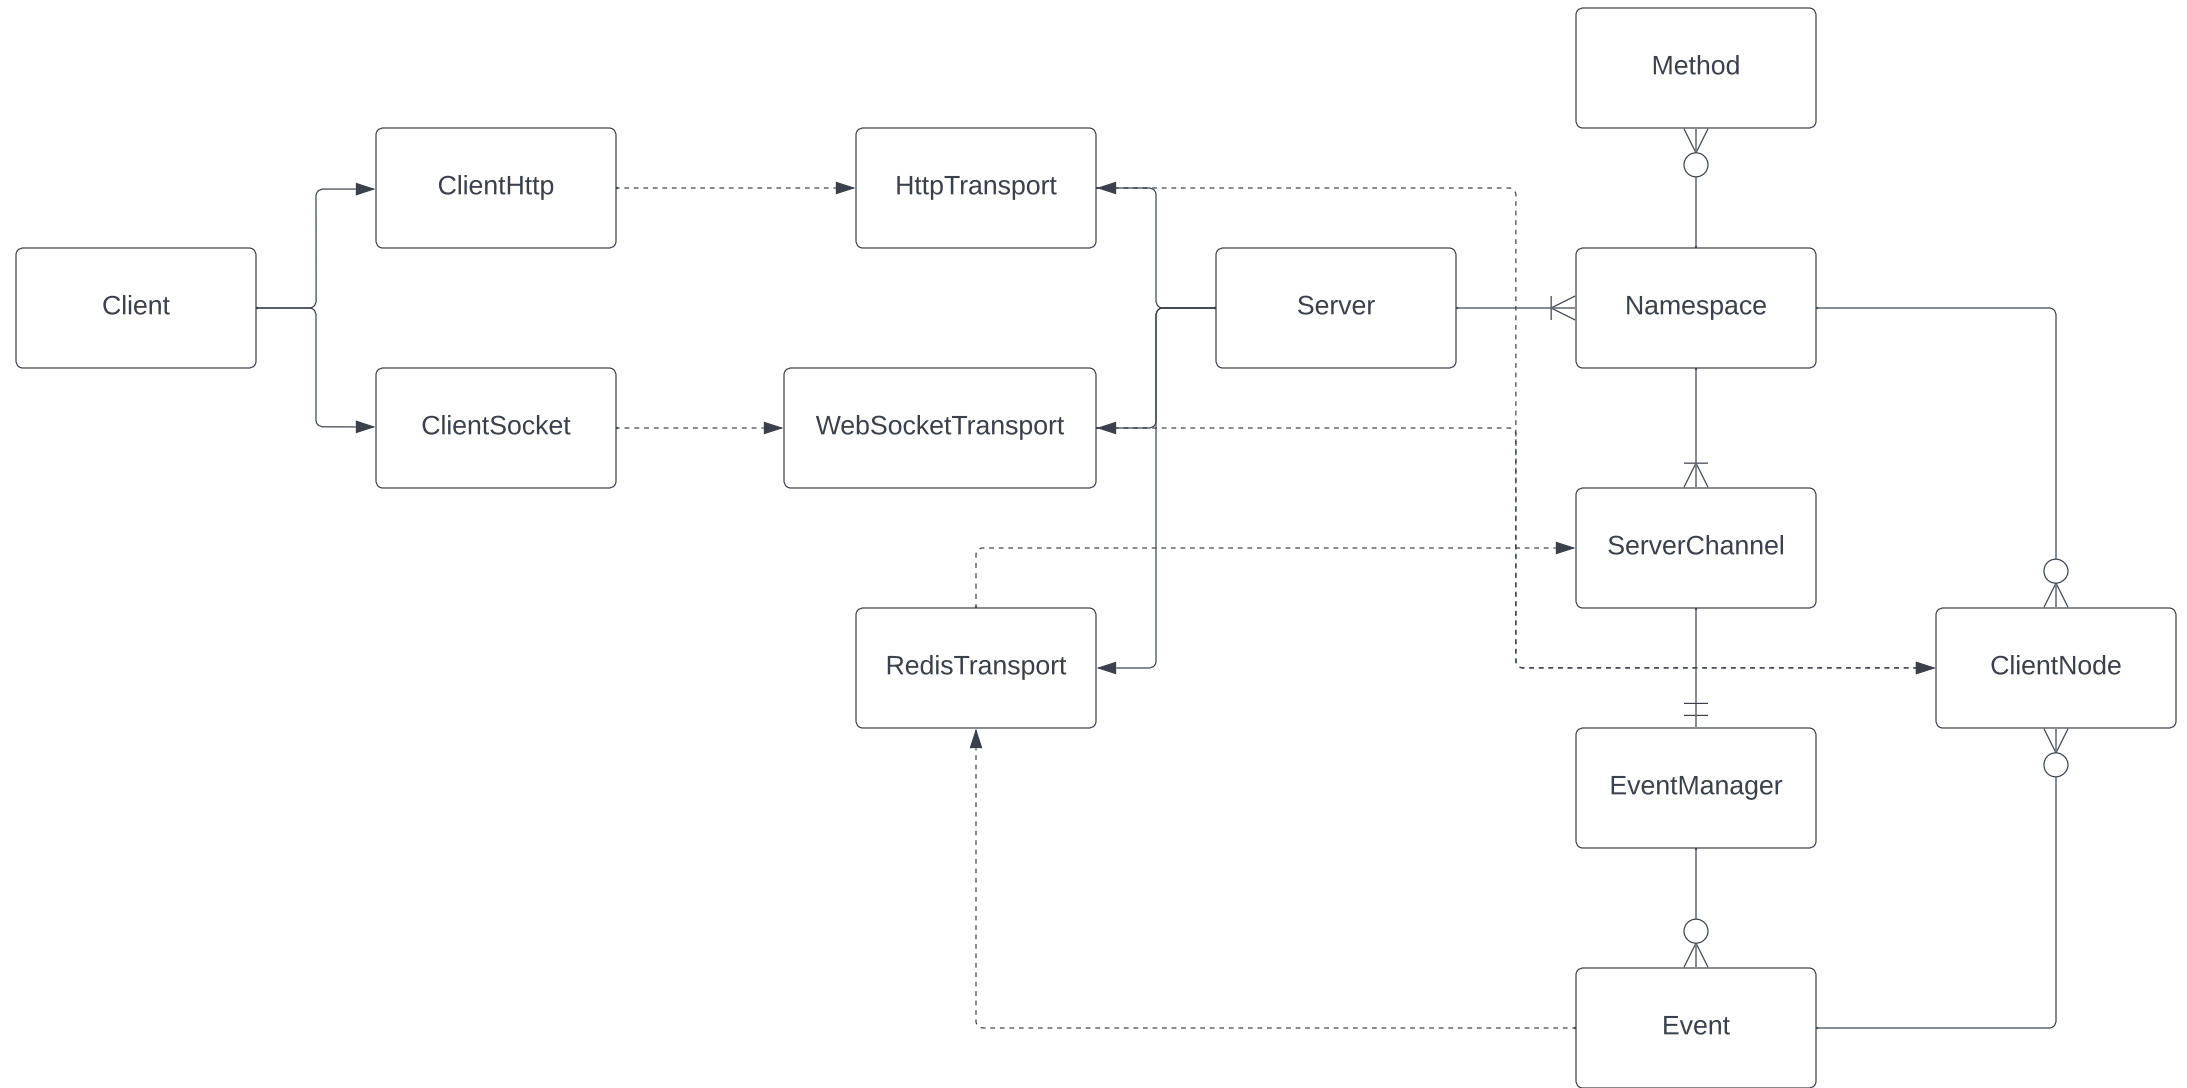 Method
ClientHttp
HttpTransport
Client
Server
Namespace
ClientSocket
WebSocketTransport
ServerChannel
RedisTransport
ClientNode
EventManager
Event